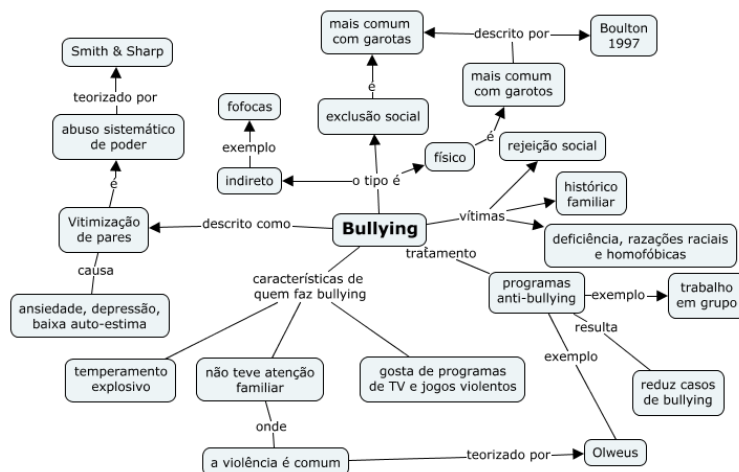 mais comum
com garotas
descrito por
Boulton
1997
Smith & Sharp
teorizado por
abuso sistemático
de poder
é
Vitimização
de pares
causa
ansiedade, depressão,
baixa auto-estima
fofocas
exemplo
indireto
é
exclusão social
o tipo é
físico
é
mais comum
com garotos
rejeição social
histórico
familiar
vítimas
deficiência, razações raciais
e homofóbicas
descrito como
Bullying
tratamento
programas
anti-bullying
exemplo
trabalho
em grupo
resulta
reduz casos
de bullying
exemplo
Olweus
características de
quem faz bullying
temperamento
explosivo
não teve atenção
familiar
gosta de programas
de TV e jogos violentos
onde
a violência é comum
teorizado por